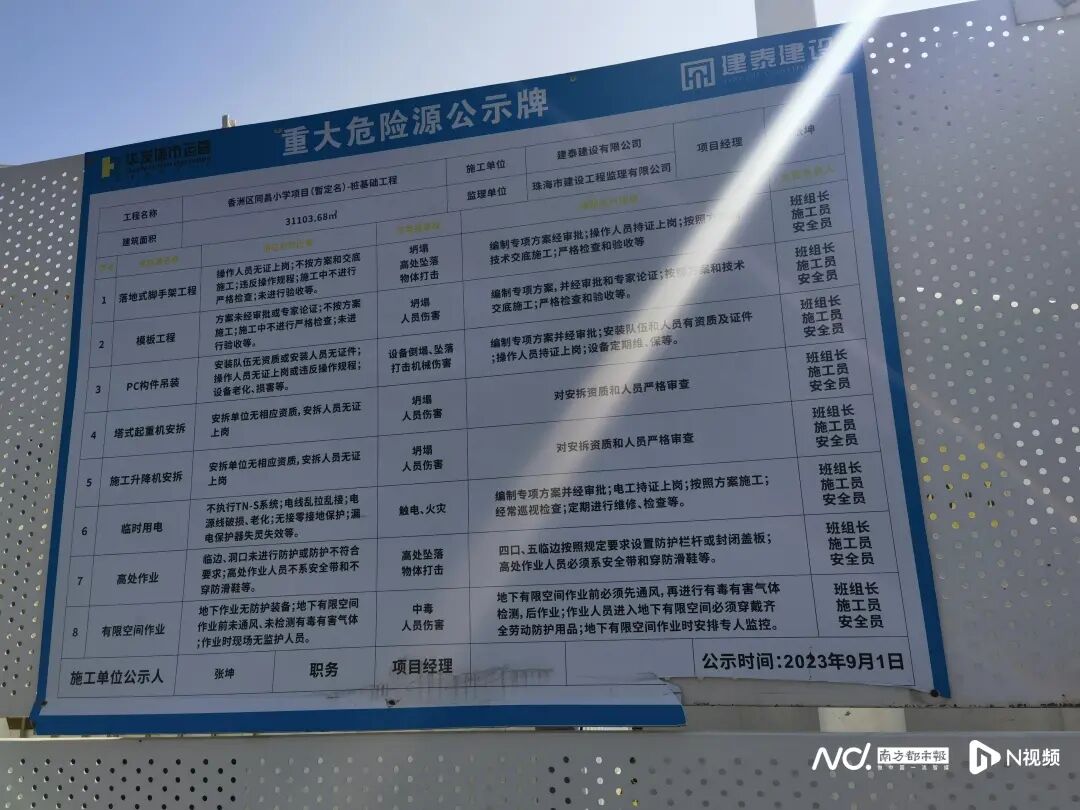 华发城市运营
重大危险源公示牌
建泰建设
工程名称
香洲区同昌小学项目(暂定名)-桩基础工程
施工单位
建泰建设有限公司
项目经理
坤
建筑面积
31103.68㎡
监理单位
珠海市建设工程监理有限公司
1
落地式脚手架工程
操作人员无证上岗;不按方案和交底
施工;违反操作规程;施工中不进行
严格检查;未进行验收等。
坍塌
高处坠落
物体打击
编制专项方案经审批;操作人员持证上岗;按照方
技术交底施工;严格检查和验收等
班组长
施工员
安全员
2
模板工程
方案未经审批或专家论证;不按方案
施工;施工中不进行严格检查;未进
行验收等。
坍塌
人员伤害
编制专项方案,并经审批和专家论证;按照方案和技术
交底施工;严格检查和验收等。
班组长
施工员
安全员
3
PC构件吊装
安装队伍无资质或安装人员无证件;
操作人员无证上岗或违反操作规程;
设备老化、损害等。
设备倒塌、坠落
打击机械伤害
编制专项方案并经审批;安装队伍和人员有资质及证件
;操作人员持证上岗;设备定期维、保等。
班组长
施工员
安全员
4
塔式起重机安拆
安拆单位无相应资质,安拆人员无证
上岗
坍塌
人员伤害
对安拆资质和人员严格审查
班组长
施工员
安全员
5
施工升降机安拆
安拆单位无相应资质,安拆人员无证
上岗
坍塌
人员伤害
对安拆资质和人员严格审查
班组长
施工员
安全员
6
临时用电
不执行TN-S系统;电线乱拉乱接;电
源线破损、老化;无接零接地保护;漏
电保护器失灵失效等。
触电、火灾
编制专项方案并经审批;电工持证上岗;按照方案施工;
经常巡视检查;定期进行维修、检查等。
班组长
施工员
安全员
7
高处作业
临边、洞口未进行防护或防护不符合
要求;高处作业人员不系安全带和不
穿防滑鞋等。
高处坠落
物体打击
四口、五临边按照规定要求设置防护栏杆或封闭盖板;
高处作业人员必须系安全带和穿防滑鞋等。
班组长
施工员
安全员
8
有限空间作业
地下作业无防护装备;地下有限空间
作业前未通风、未检测有毒有害气体
;作业时现场无监护人员。
中毒
人员伤害
地下有限空间作业前必须先通风,再进行有毒有害气体
检测,后作业;作业人员进入地下有限空间必须穿戴齐
全劳动防护用品;地下有限空间作业时安排专人监控。
班组长
施工员
安全员
施工单位公示人
张坤
职务
项目经理
公示时间:2023年9月1日
南方都市报
N视频